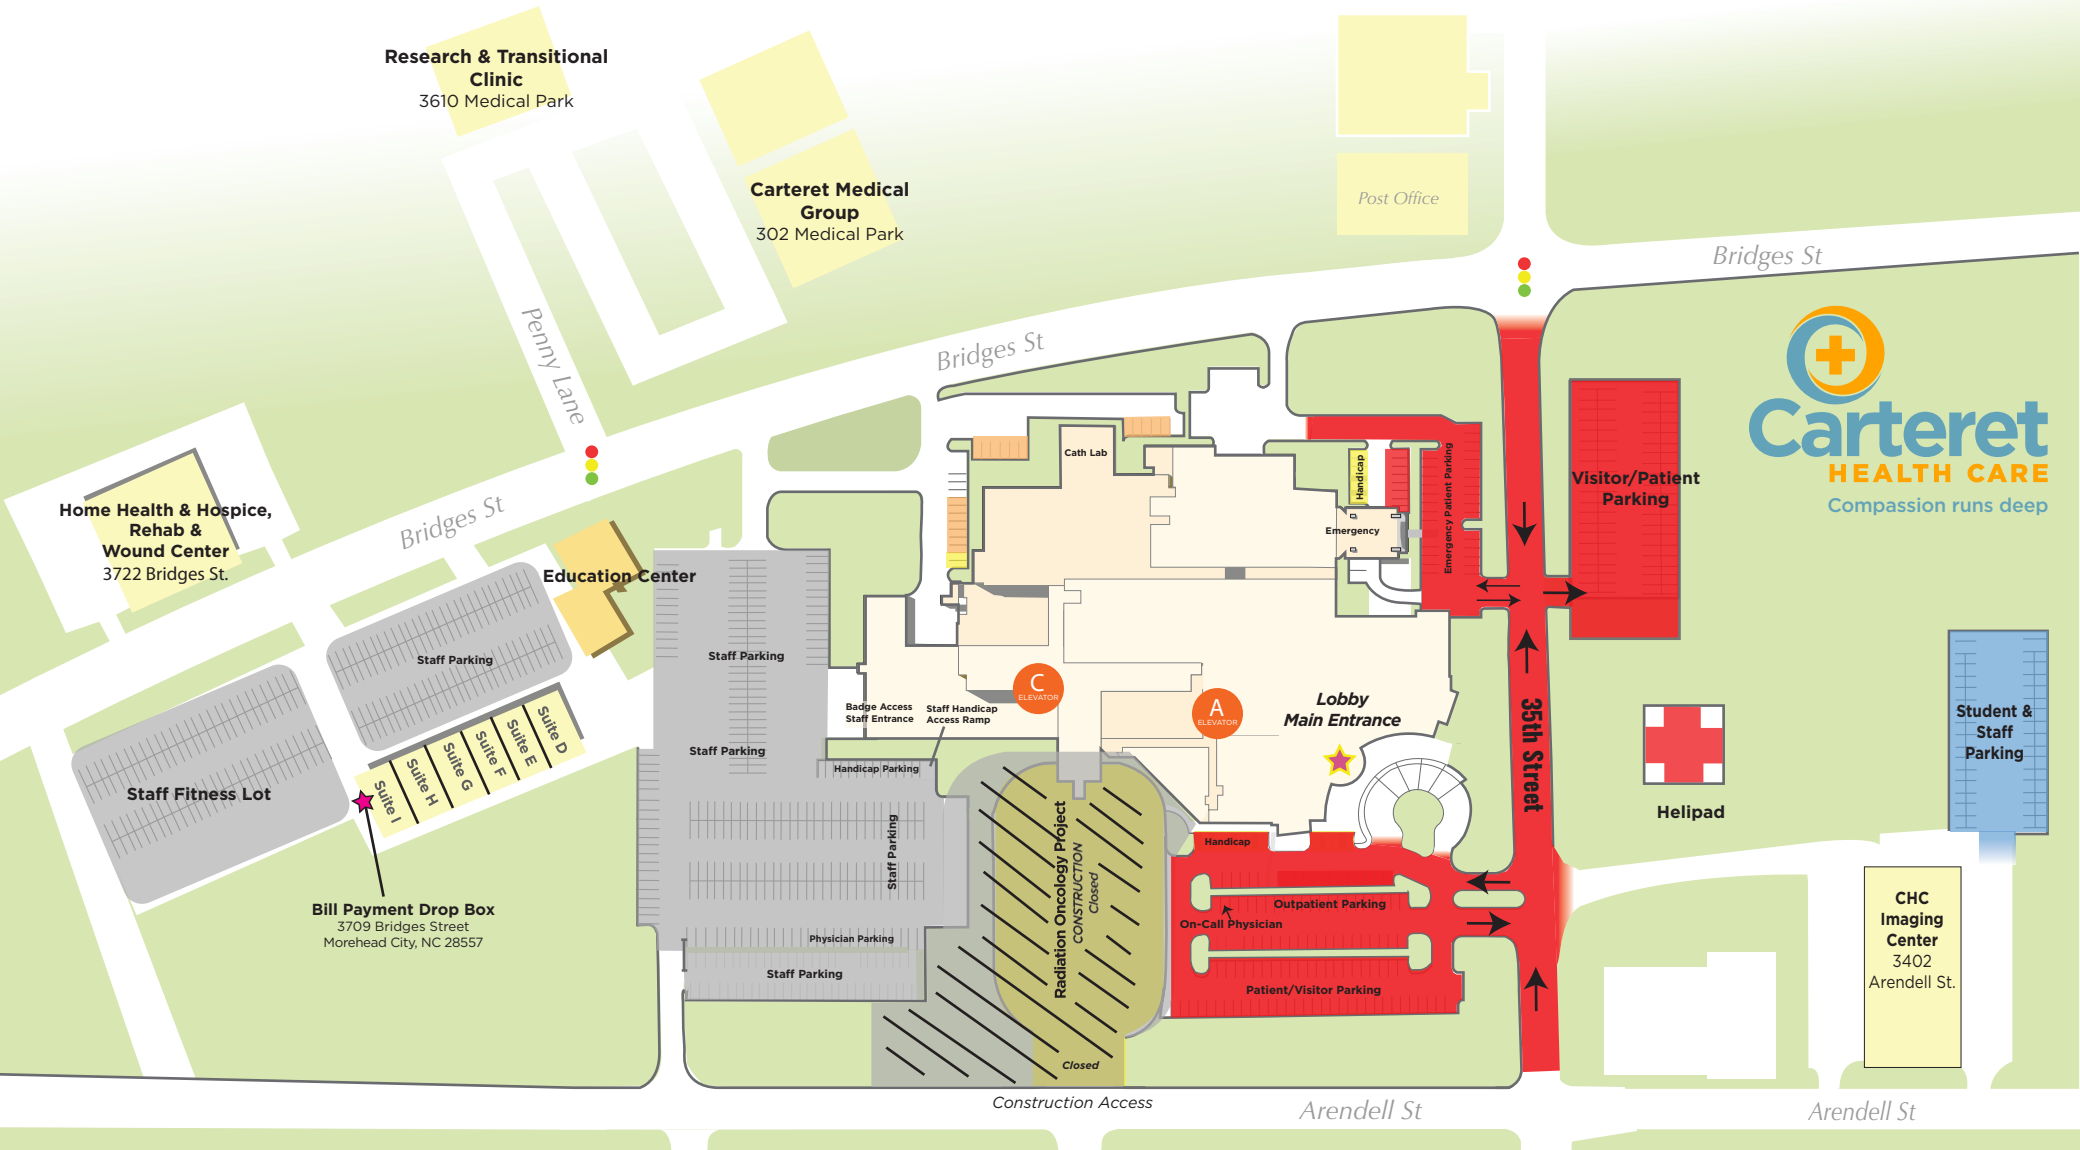 Research & Transitional
Clinic
3610 Medical Park
Carteret Medical
Group
302 Medical Park
Post Office
Bridges St
Penny Lane
Bridges St
Carteret
HEALTH CARE
Compassion runs deep
Home Health & Hospice,
Rehab &
Wound Center
3722 Bridges St.
Bridges St
Education Center
Cath Lab
Handicap
Emergency
Emergency Patient Parking
Visitor/Patient
Parking
Staff Parking
Staff Parking
Staff Parking
C
ELEVATOR
A
ELEVATOR
Lobby
Main Entrance
Badge Access
Staff Entrance
Staff Handicap
Access Ramp
35th Street
Student &
Staff
Parking
Helipad
Staff Fitness Lot
Suite I
Suite H
Suite G
Suite F
Suite E
Suite D
Handicap Parking
Staff Parking
Radiation Oncology Project
CONSTRUCTION
Closed
Handicap
Outpatient Parking
On-Call Physician
Patient/Visitor Parking
Bill Payment Drop Box
3709 Bridges Street
Morehead City, NC 28557
Physician Parking
Staff Parking
CHC
Imaging
Center
3402
Arendell St.
Closed
Construction Access
Arendell St
Arendell St